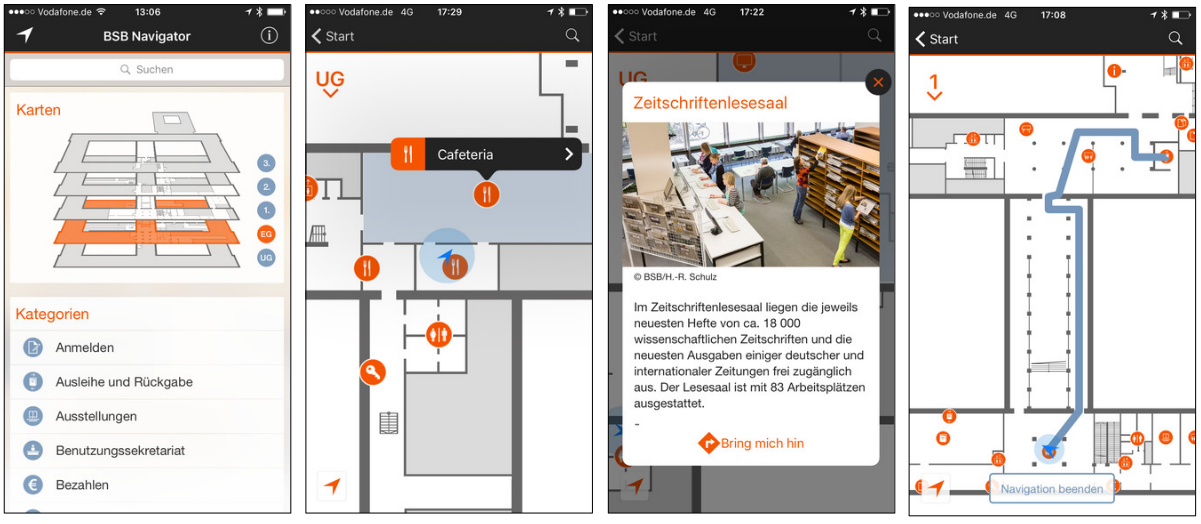 Vodafone.de
13:06
BSB Navigator
Suchen
Karten
3.
2.
1.
EG
UG
Kategorien
Anmelden
Ausleihe und Rückgabe
Ausstellungen
Benutzungssekretariat
Bezahlen
Vodafone.de 4G
17:29
Start
UG
Cafeteria
Vodafone.de 4G
17:22
Start
UG
Zeitschriftenlesesaal
© BSB/H.-R. Schulz
Im Zeitschriftenlesesaal liegen die jeweils
neuesten Hefte von ca. 18 000
wissenschaftlichen Zeitschriften und die
neuesten Ausgaben einiger deutscher und
internationaler Zeitungen frei zugänglich
aus. Der Lesesaal ist mit 83 Arbeitsplätzen
ausgestattet.
-
Bring mich hin
Vodafone.de 4G
17:08
Start
1
Navigation beenden